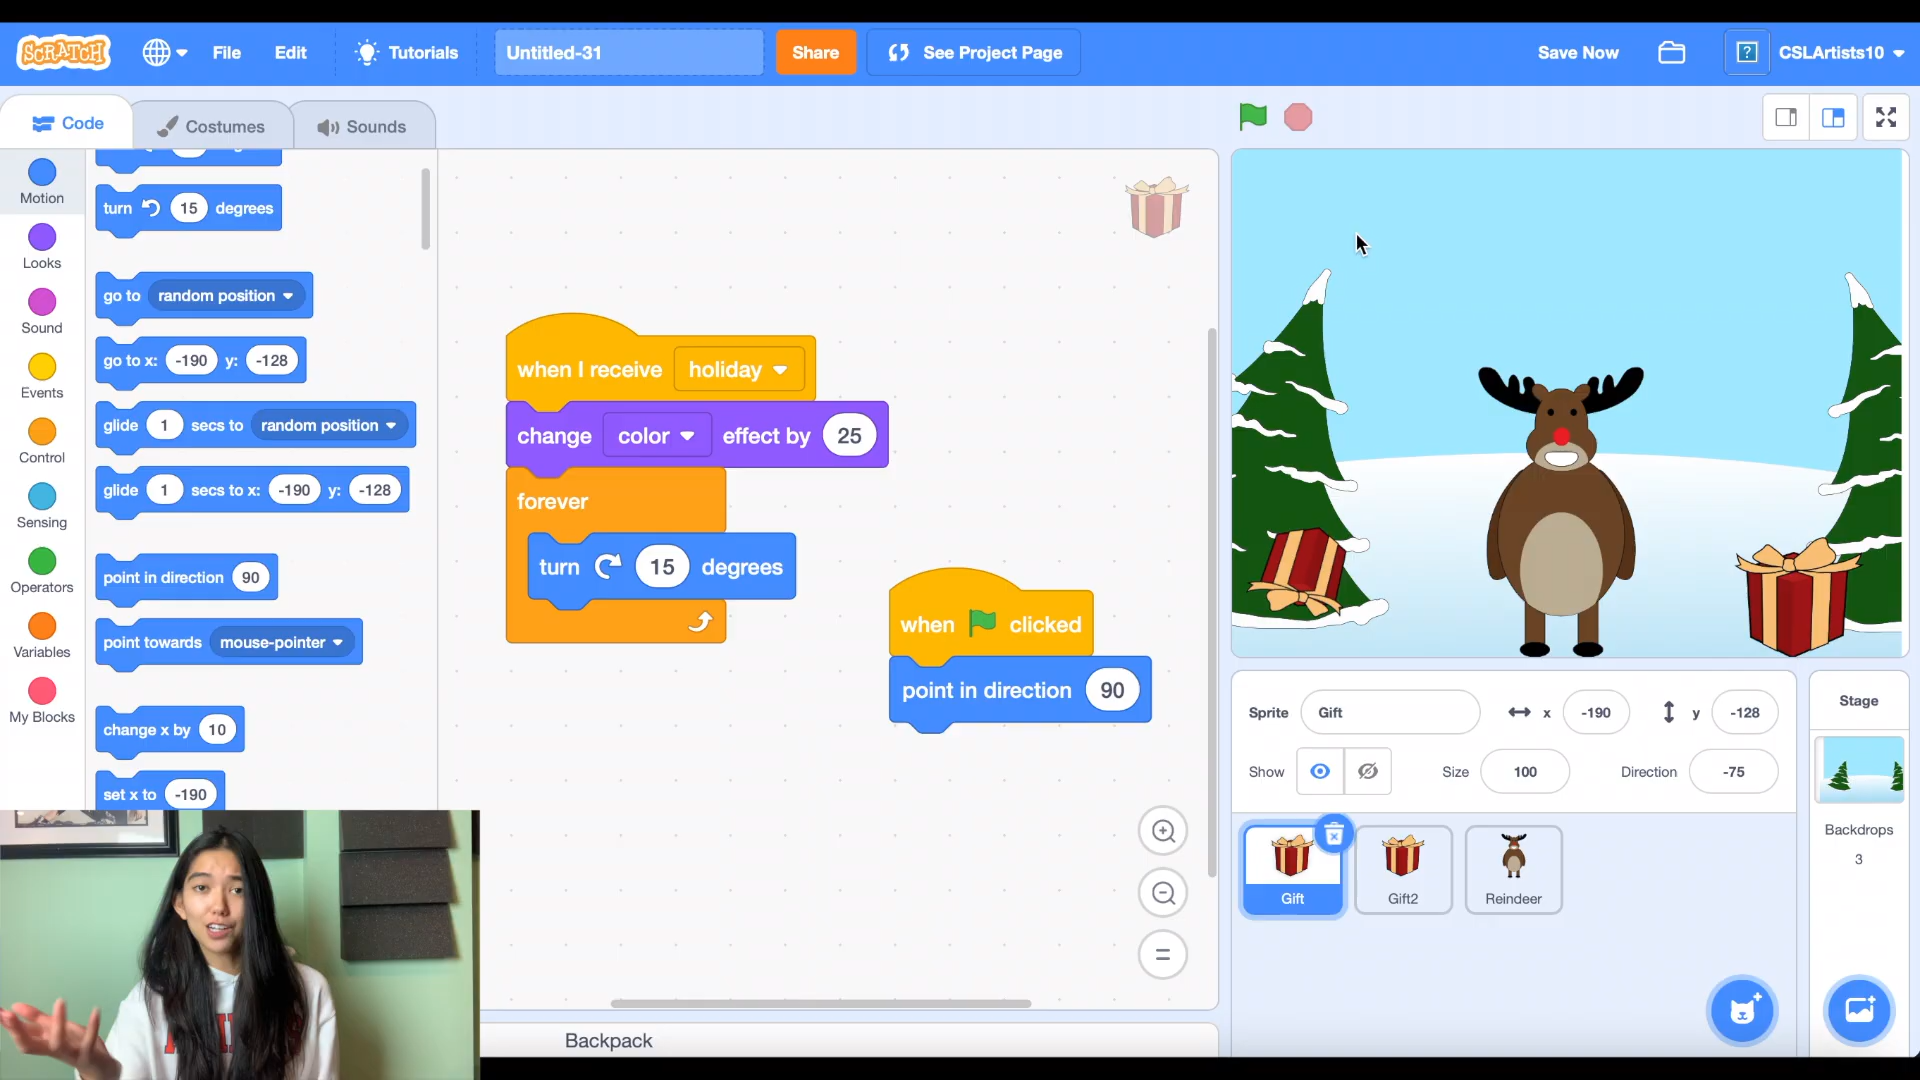 SCRATCH
File
Edit
Tutorials
Untitled-31
Share
See Project Page
Save Now
?
CSLArtists10
Code
Costumes
Sounds
Motion
Looks
Sound
Events
Control
Sensing
Operators
Variables
My Blocks
turn 15 degrees
go to random position
go to x: -190 y: -128
glide 1 secs to random position
glide 1 secs to x: -190 y: -128
point in direction 90
point towards mouse-pointer
change x by 10
set x to -190
when I receive holiday
change color effect by 25
forever
turn 15 degrees
when clicked
point in direction 90
=
Backpack
Sprite Gift x -190 y -128
Show Size 100 Direction -75
Gift
Gift2
Reindeer
Stage
Backdrops
3